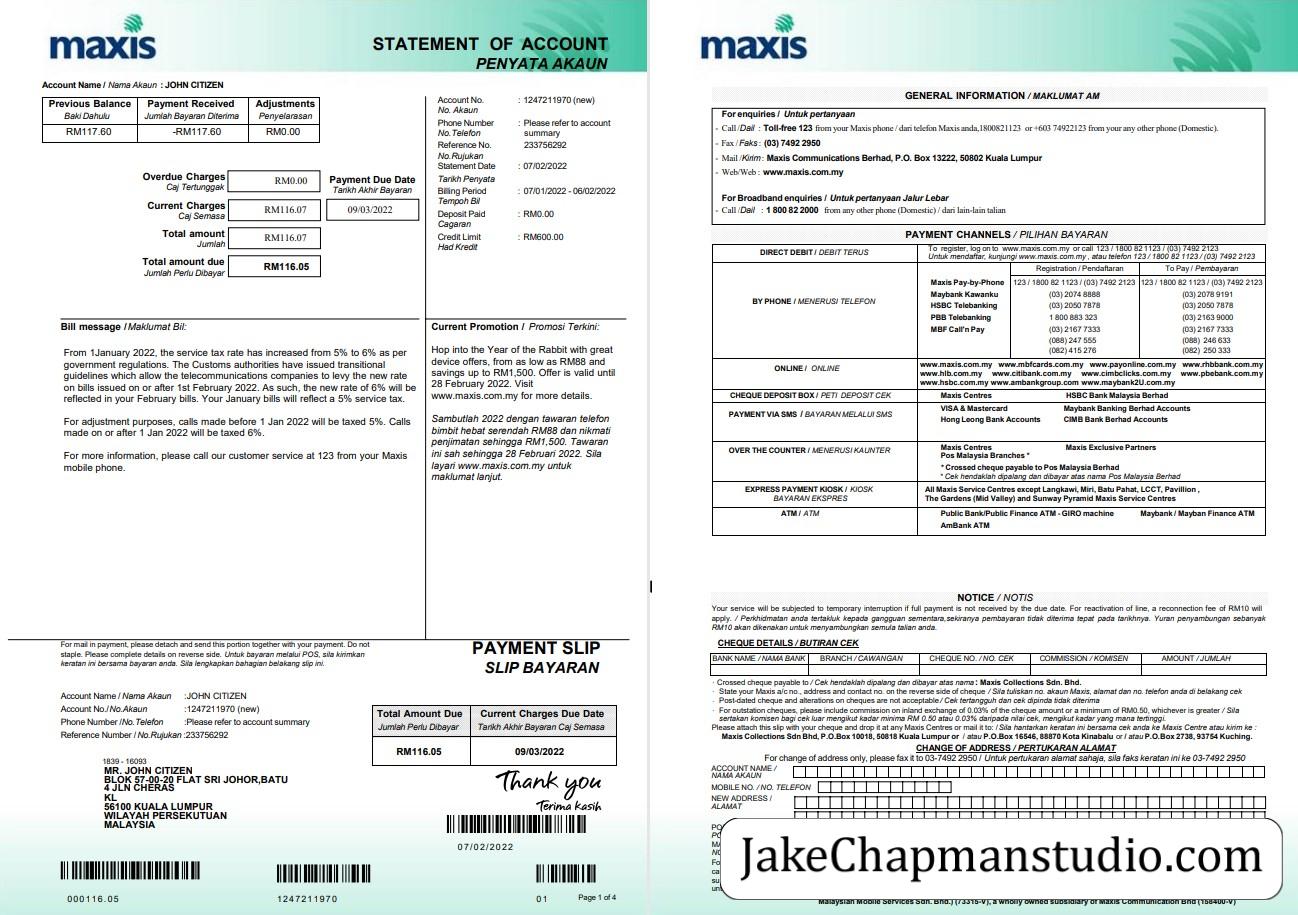 maxis
STATEMENT OF ACCOUNT
PENYATA AKAUN
Account Name / Nama Akaun : JOHN CITIZEN
Previous Balance Payment Received Adjustments
Baki Dahulu Jumlah Bayaran Diterima Penyelarasan
RM117.60 -RM117.60 RM0.00
Overdue Charges RM0.00
Caj Tertunggak
Payment Due Date
Tarikh Akhir Bayaran
Current Charges RM116.07 09/03/2022
Caj Semasa
Total amount RM116.07
Jumlah
Total amount due RM116.05
Jumlah Perlu Dibayar
Account No. : 1247211970 (new)
No. Akaun
Phone Number : Please refer to account
No.Telefon summary
Reference No. 233756292
No.Rujukan
Statement Date : 07/02/2022
Tarikh Penyata
Billing Period : 07/01/2022 - 06/02/2022
Tempoh Bil
Deposit Paid : RM0.00
Cagaran
Credit Limit : RM600.00
Had Kredit
Bill message / Maklumat Bil:
From 1January 2022, the service tax rate has increased from 5% to 6% as per
government regulations. The Customs authorities have issued transitional
guidelines which allow the telecommunications companies to levy the new rate
on bills issued on or after 1st February 2022. As such, the new rate of 6% will be
reflected in your February bills. Your January bills will reflect a 5% service tax.
For adjustment purposes, calls made before 1 Jan 2022 will be taxed 5%. Calls
made on or after 1 Jan 2022 will be taxed 6%.
For more information, please call our customer service at 123 from your Maxis
mobile phone.
Current Promotion / Promosi Terkini:
Hop into the Year of the Rabbit with great
device offers, from as low as RM88 and
savings up to RM1,500. Offer is valid until
28 February 2022. Visit
www.maxis.com.my for more details.
Sambutlah 2022 dengan tawaran telefon
bimbit hebat serendah RM88 dan nikmati
penjimatan sehingga RM1,500. Tawaran
ini sah sehingga 28 Februari 2022. Sila
layari www.maxis.com.my untuk
maklumat lanjut.
For mail in payment, please detach and send this portion together with your payment. Do not
staple. Please complete details on reverse side. Untuk bayaran melalui POS, sila kirimkan
keratan ini bersama bayaran anda. Sila lengkapkan bahagian belakang slip ini.
PAYMENT SLIP
SLIP BAYARAN
Account Name / Nama Akaun :JOHN CITIZEN
Account No./No.Akaun :1247211970 (new)
Phone Number /No.Telefon :Please refer to account summary
Reference Number /No.Rujukan :233756292
Total Amount Due Current Charges Due Date
Jumlah Perlu Dibayar Tarikh Akhir Bayaran Caj Semasa
RM116.05 09/03/2022
1839 - 16093
MR. JOHN CITIZEN
BLOK 57-00-20 FLAT SRI JOHOR,BATU
4 JLN CHERAS
KL
56100 KUALA LUMPUR
WILAYAH PERSEKUTUAN
MALAYSIA
Thank you
Terima kasih
07/02/2022
000116.05 1247211970 01 Page 1 of 4
maxis
GENERAL INFORMATION / MAKLUMAT AM
For enquiries / Untuk pertanyaan
- Call /Dail : Toll-free 123 from your Maxis phone / dari telefon Maxis anda,1800821123 or +603 74922123 from your any other phone (Domestic).
- Fax /Faks : (03) 7492 2950
- Mail /Kirim : Maxis Communications Berhad, P.O. Box 13222, 50802 Kuala Lumpur
- Web/Web : www.maxis.com.my
For Broadband enquiries / Untuk pertanyaan Jalur Lebar
- Call /Dail : 1 800 82 2000 from any other phone (Domestic) / dari lain-lain talian
PAYMENT CHANNELS / PILIHAN BAYARAN
DIRECT DEBIT / DEBIT TERUS
To register, log on to www.maxis.com.my or call 123 / 1800 82 1123 / (03) 7492 2123
Untuk mendaftar, kunjungi www.maxis.com.my , atau telefon 123 / 1800 82 1123 / (03) 7492 2123
BY PHONE / MENERUSI TELEFON
Registration / Pendaftaran To Pay / Pembayaran
Maxis Pay-by-Phone 123 / 1800 82 1123 / (03) 7492 2123 123 / 1800 82 1123 / (03) 7492 2123
Maybank Kawanku (03) 2074 8888 (03) 2078 9191
HSBC Telebanking (03) 2050 7878 (03) 2050 7878
PBB Telebanking 1 800 883 323 (03) 2163 9000
MBF Call'n Pay (03) 2167 7333 (03) 2167 7333
(088) 247 555 (088) 246 633
(082) 415 276 (082) 250 333
ONLINE / ONLINE
www.maxis.com.my www.mbfcards.com.my www.payonline.com.my www.rhbbank.com.my
www.hlb.com.my www.citibank.com.my www.cimbclicks.com.my www.pbebank.com.my
www.hsbc.com.my www.ambankgroup.com www.maybank2U.com.my
CHEQUE DEPOSIT BOX / PETI DEPOSIT CEK Maxis Centres HSBC Bank Malaysia Berhad
PAYMENT VIA SMS / BAYARAN MELALUI SMS
VISA & Mastercard Maybank Banking Berhad Accounts
Hong Leong Bank Accounts CIMB Bank Berhad Accounts
OVER THE COUNTER / MENERUSI KAUNTER
Maxis Centres Maxis Exclusive Partners
Pos Malaysia Branches *
* Crossed cheque payable to Pos Malaysia Berhad
* Cek hendaklah dipalang dan dibayar atas nama Pos Malaysia Berhad
EXPRESS PAYMENT KIOSK / KIOSK
BAYARAN EKSPRES
All Maxis Service Centres except Langkawi, Miri, Batu Pahat, LCCT, Pavillion ,
The Gardens (Mid Valley) and Sunway Pyramid Maxis Service Centres
ATM / ATM
Public Bank/Public Finance ATM - GIRO machine Maybank / Mayban Finance ATM
AmBank ATM
NOTICE / NOTIS
Your service will be subjected to temporary interruption if full payment is not received by the due date. For reactivation of line, a reconnection fee of RM10 will
apply. / Perkhidmatan anda tertakluk kepada gangguan sementara,sekiranya pembayaran tidak diterima tepat pada tarikhnya. Yuran penyambungan sebanyak
RM10 akan dikenakan untuk menyambungkan semula talian anda.
CHEQUE DETAILS / BUTIRAN CEK
BANK NAME / NAMA BANK BRANCH / CAWANGAN CHEQUE NO. / NO. CEK COMMISSION / KOMISEN AMOUNT / JUMLAH
· Crossed cheque payable to / Cek hendaklah dipalang dan dibayar atas nama : Maxis Collections Sdn. Bhd.
· State your Maxis a/c no., address and contact no. on the reverse side of cheque / Sila tuliskan no. akaun Maxis, alamat dan no. telefon anda di belakang cek
· Post-dated cheque and alterations on cheques are not acceptable / Cek tertangguh dan cek dipinda tidak diterima
· For outstation cheques, please include commission on inland exchange of 0.03% of the cheque amount or a minimum of RM0.50, whichever is greater / Sila
sertakan komisen bagi cek luar mengikut kadar minima RM 0.50 atau 0.03% daripada nilai cek, mengikut kadar yang mana tertinggi.
Please attach this slip with your cheque and drop it at any Maxis Centres or mail it to: / Sila hantarkan keratan ini bersama cek anda ke Maxis Centre atau kirim ke :
Maxis Collections Sdn Bhd, P.O.Box 10018, 50818 Kuala Lumpur or / atau P.O.Box 16546, 88870 Kota Kinabalu or / atau P.O.Box 2738, 93754 Kuching.
CHANGE OF ADDRESS / PERTUKARAN ALAMAT
For change of address only, please fax it to 03-7492 2950 / Untuk pertukaran alamat sahaja, sila faks keratan ini ke 03-7492 2950
ACCOUNT NAME /
NAMA AKAUN
MOBILE NO. / NO. TELEFON
NEW ADDRESS /
ALAMAT
JakeChapmanstudio.com
Malaysian Mobile Services Sdn. Bhd.) (73315-V), a wholly owned subsidiary of Maxis Communication Bhd (158400-V)